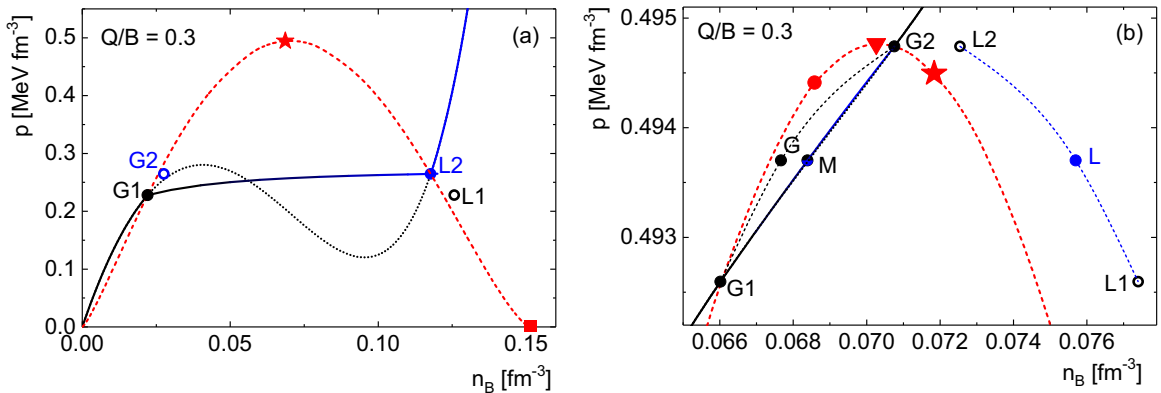 Q/B = 0.3
(a)
p [MeV fm⁻³]
0.5
0.4
0.3
0.2
0.1
0.0
G2
G1
L2
L1
0.00
0.05
0.10
0.15
n_B [fm⁻³]
Q/B = 0.3
(b)
p [MeV fm⁻³]
0.495
0.494
0.493
G2
L2
G
M
L
G1
L1
0.066
0.068
0.070
0.072
0.074
0.076
n_B [fm⁻³]